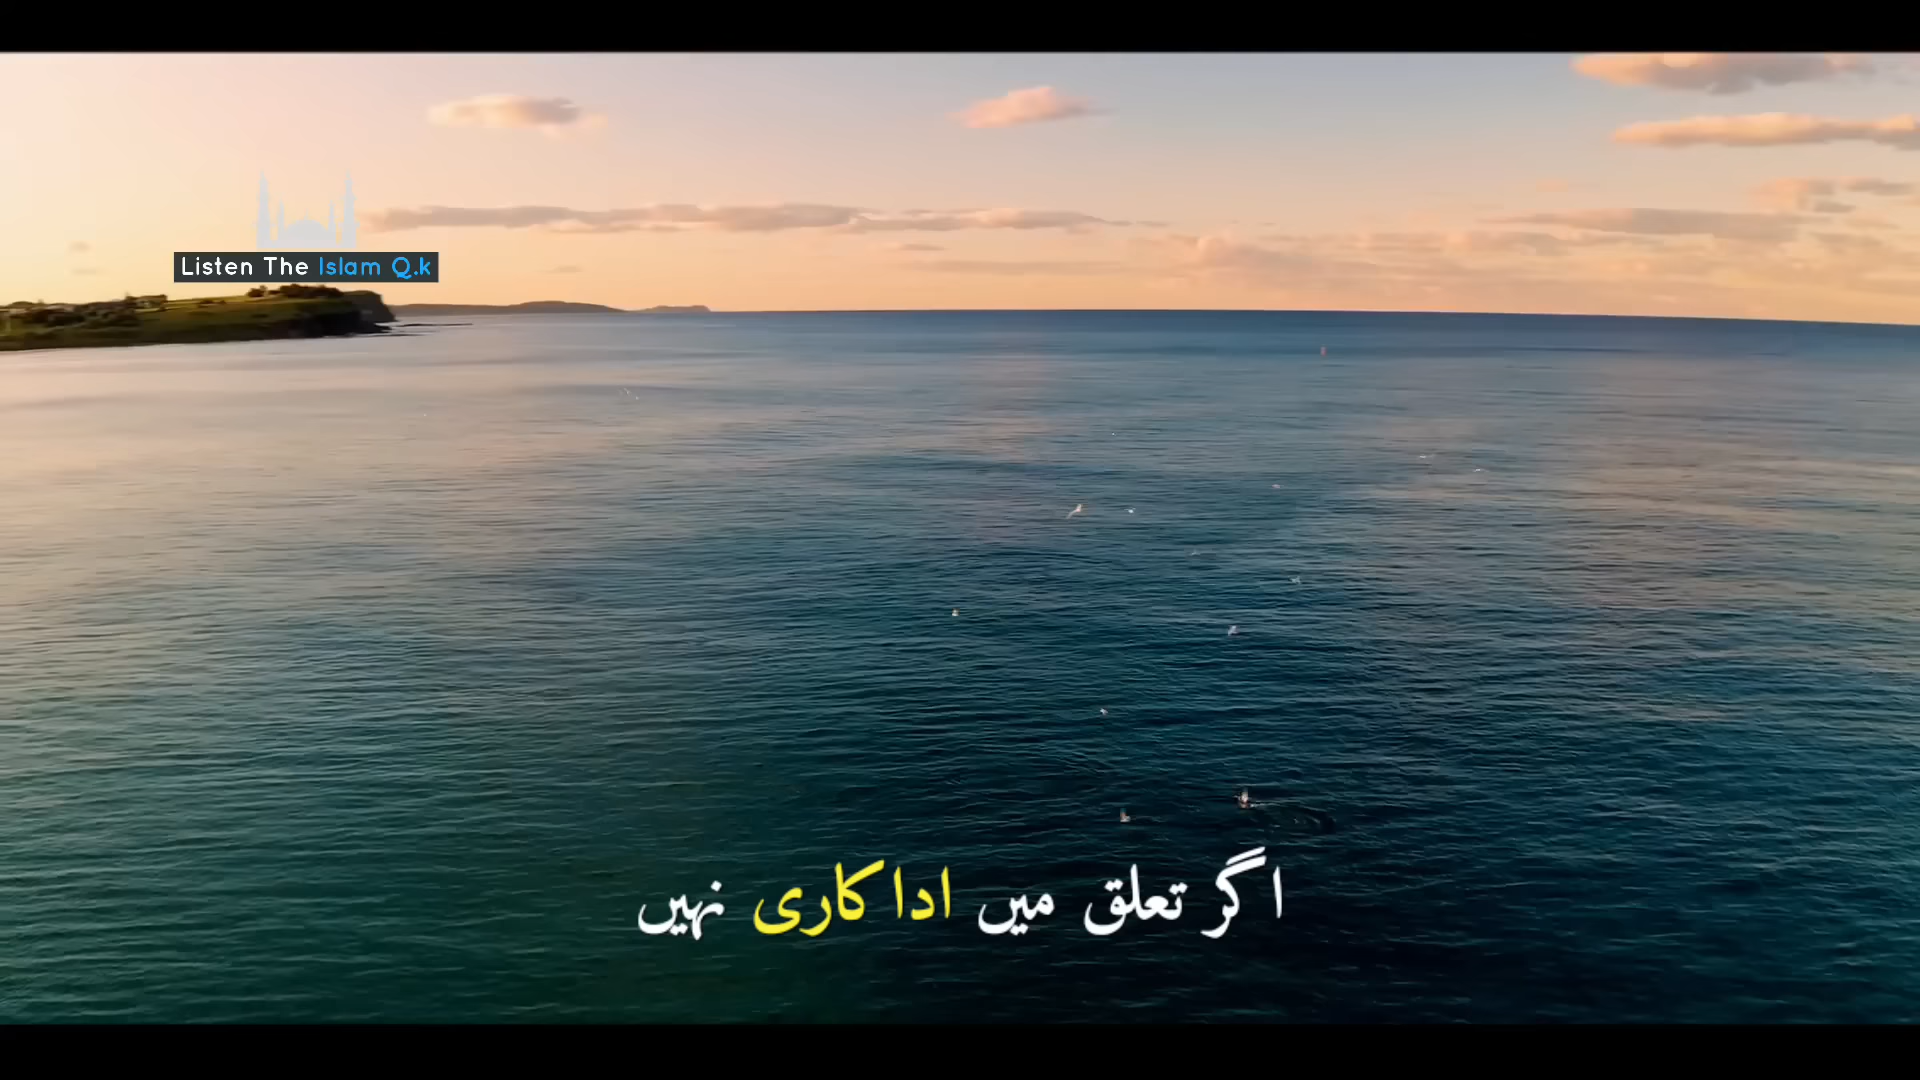 Listen The Islam Q.k
اگر تعلق میں اداکاری نہیں